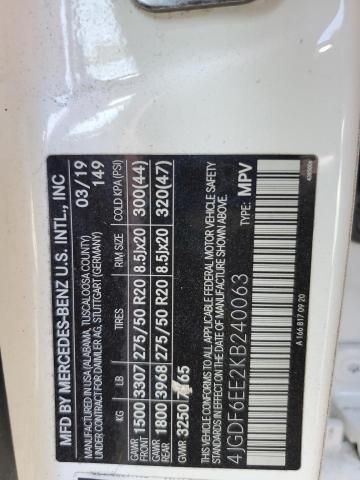 MFD BY MERCEDES-BENZ U.S. INTL., INC
MANUFACTURED IN USA (ALABAMA, TUSCALOOSA COUNTY)
UNDER CONTRACT FOR DAIMLER AG, STUTTGART (GERMANY)
03/19
149
KG LB TIRES RIM SIZE COLD KPA (PSI)
GAWR FRONT 1500 3307 275/50 R20 8.5Jx20 300(44)
GAWR REAR 1800 3968 275/50 R20 8.5Jx20 320(47)
GVWR 3250
THIS VEHICLE CONFORMS TO ALL APPLICABLE FEDERAL MOTOR VEHICLE SAFETY
STANDARDS IN EFFECT ON THE DATE OF MANUFACTURE SHOWN ABOVE.
4JGDF6EE2KB240063 TYPE: MPV
A 166 817 09 20